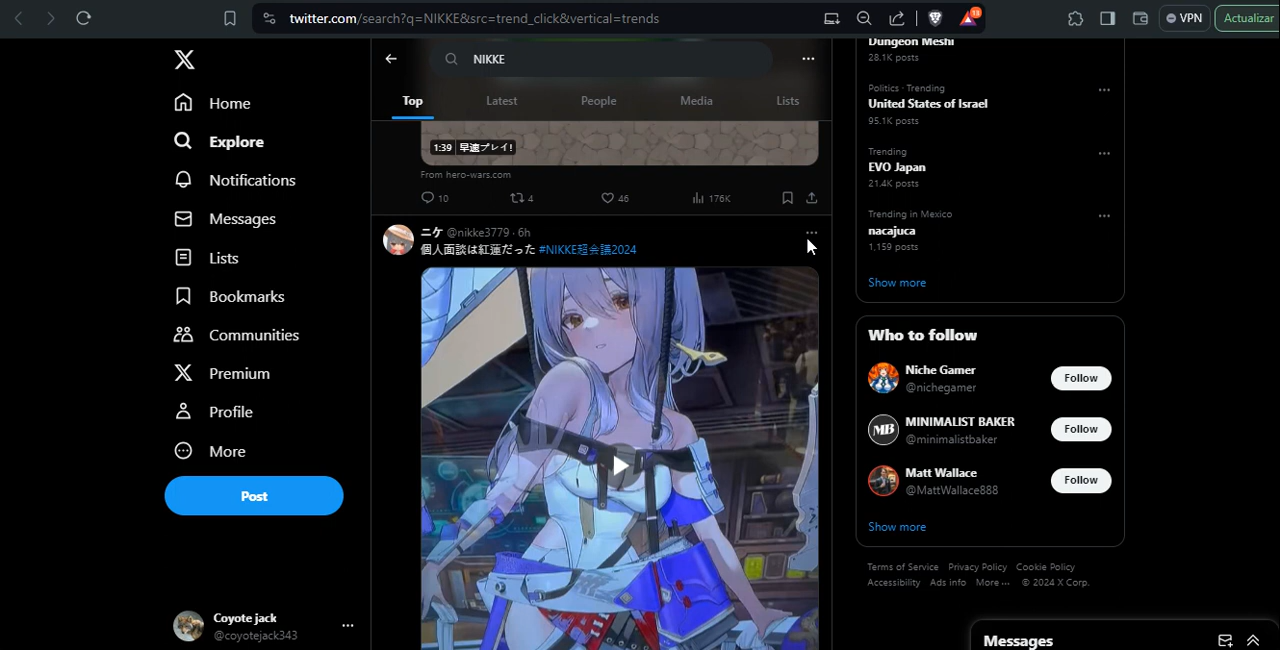 twitter.com/search?q=NIKKE&src=trend_click&vertical=trends
13
VPN
Actualizar
X
Home
Explore
Notifications
Messages
Lists
Bookmarks
Communities
Premium
Profile
More
Post
Coyote jack
@coyotejack343
NIKKE
Top Latest People Media Lists
1:39 早速プレイ!
From hero-wars.com
10 4 46 176K
ニケ @nikke3779 · 6h
個人面談は紅蓮だった #NIKKE超会議2024
Dungeon Meshi
28.1K posts
Politics · Trending
United States of Israel
95.1K posts
Trending
EVO Japan
21.4K posts
Trending in Mexico
nacajuca
1,159 posts
Show more
Who to follow
Niche Gamer
@nichegamer
Follow
MB
MINIMALIST BAKER
@minimalistbaker
Follow
Matt Wallace
@MattWallace888
Follow
Show more
Terms of Service Privacy Policy Cookie Policy
Accessibility Ads info More ··· © 2024 X Corp.
Messages